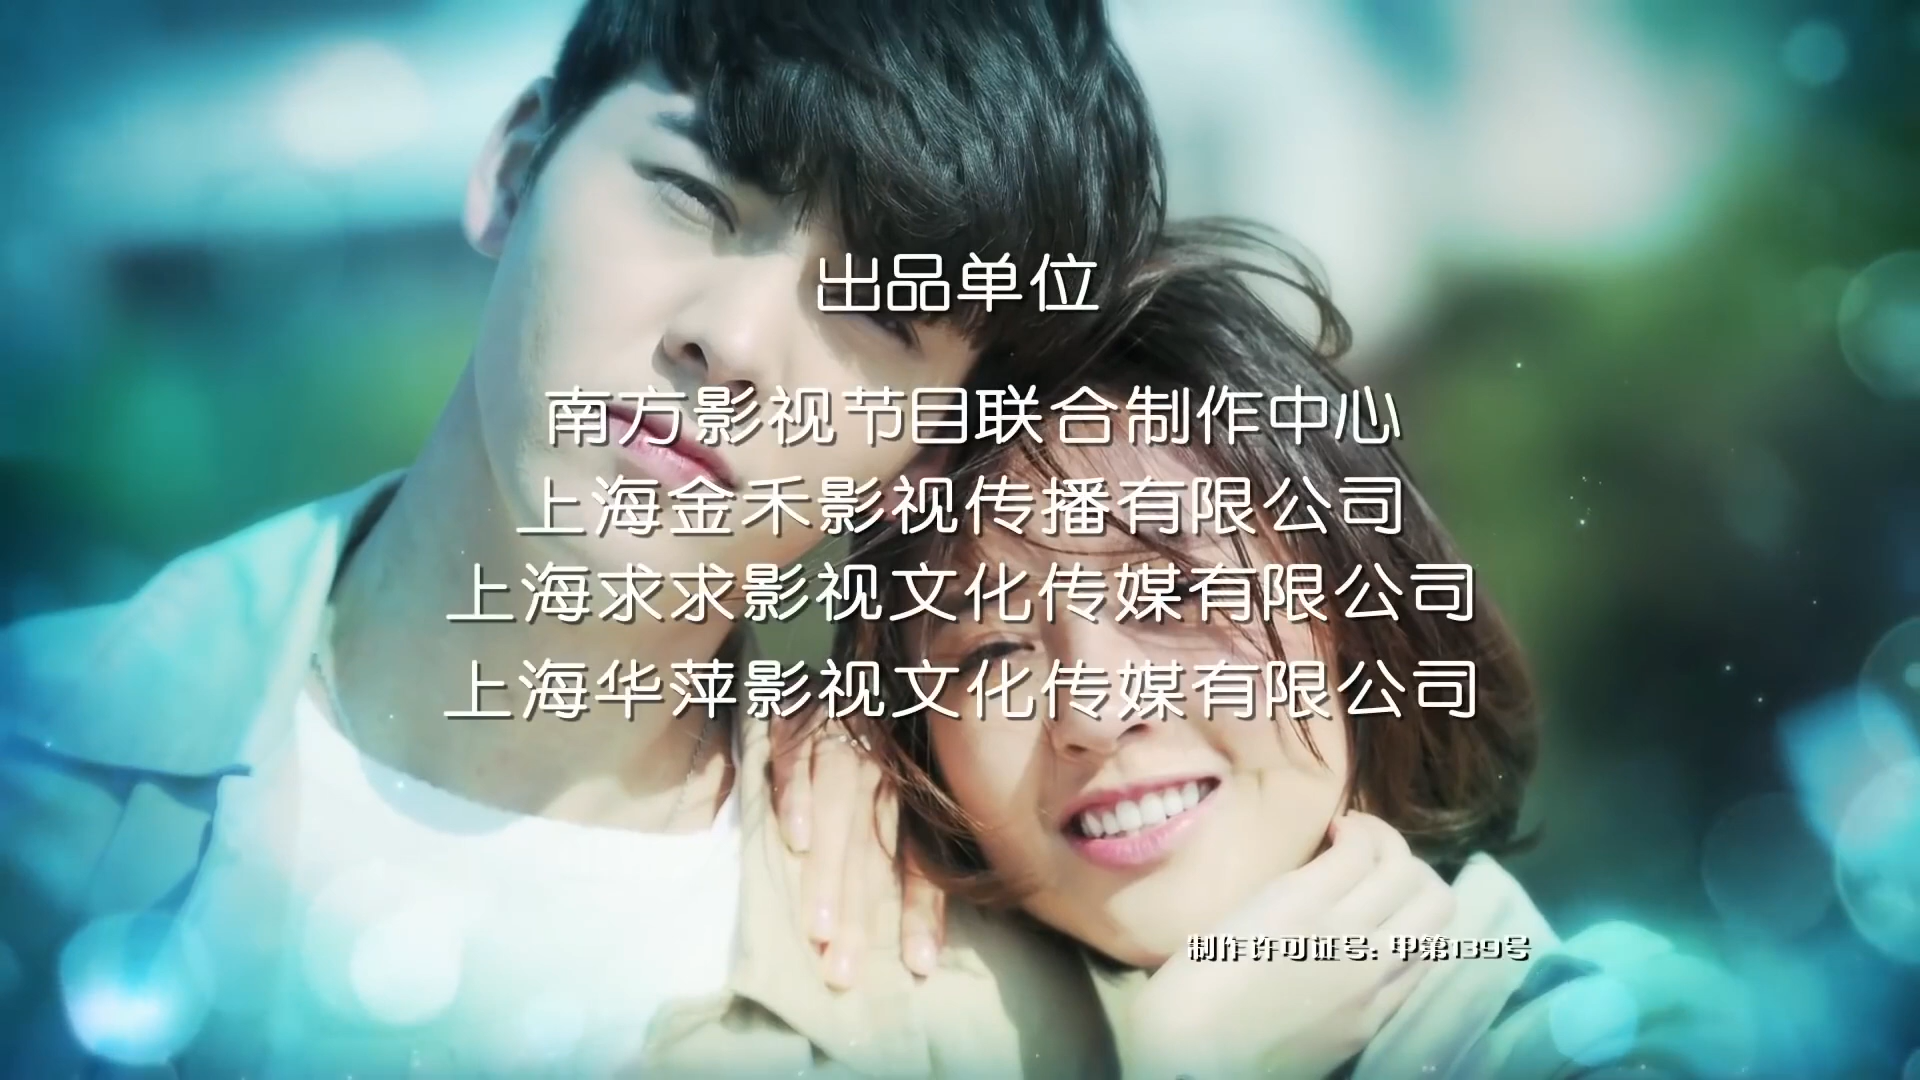 出品单位
南方影视节目联合制作中心
上海金禾影视传播有限公司
上海求求影视文化传媒有限公司
上海华萍影视文化传媒有限公司
制作许可证号: 甲第139号